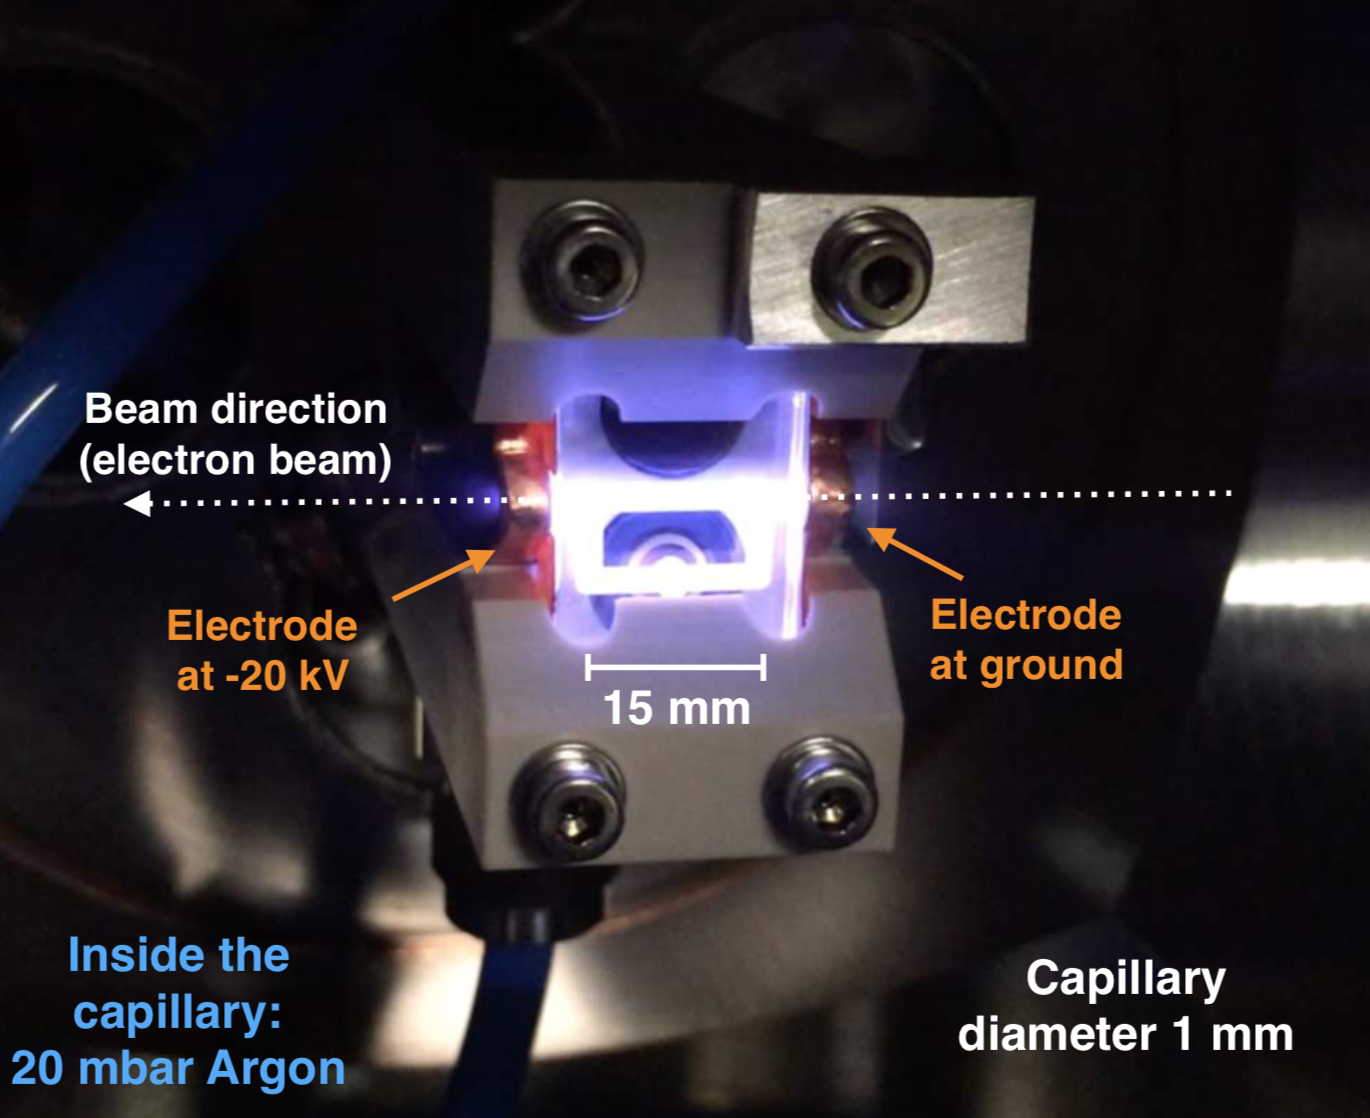 Beam direction
(electron beam)
Electrode
at -20 kV
Electrode
at ground
15 mm
Inside the
capillary:
20 mbar Argon
Capillary
diameter 1 mm